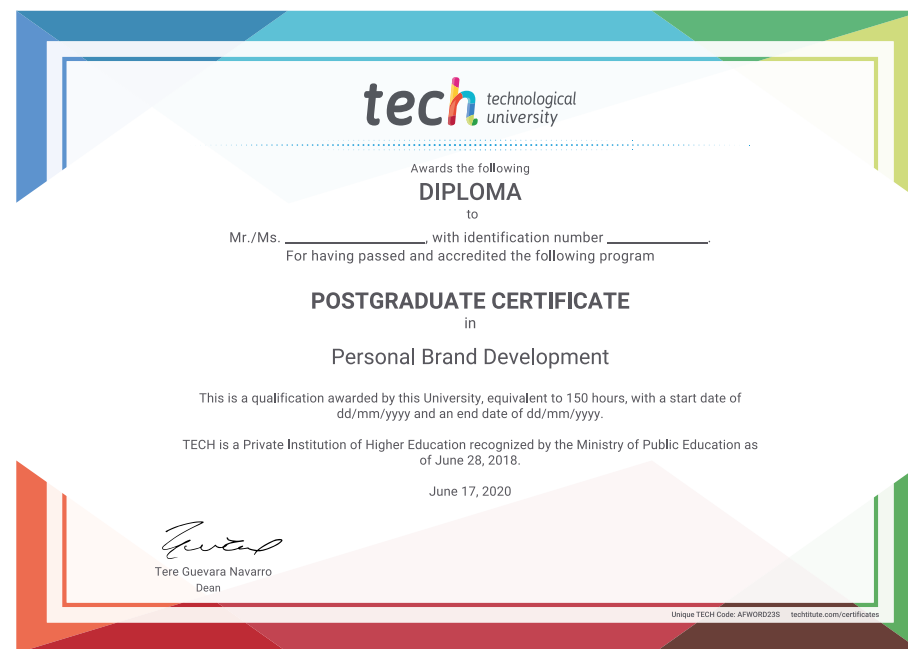 tech technological
university
Awards the following
DIPLOMA
to
Mr./Ms. ____________, with identification number ____________.
For having passed and accredited the following program
POSTGRADUATE CERTIFICATE
in
Personal Brand Development
This is a qualification awarded by this University, equivalent to 150 hours, with a start date of
dd/mm/yyyy and an end date of dd/mm/yyyy.
TECH is a Private Institution of Higher Education recognized by the Ministry of Public Education as
of June 28, 2018.
June 17, 2020
Tere Guevara Navarro
Dean
Unique TECH Code: AFWORD23S techtitute.com/certificates